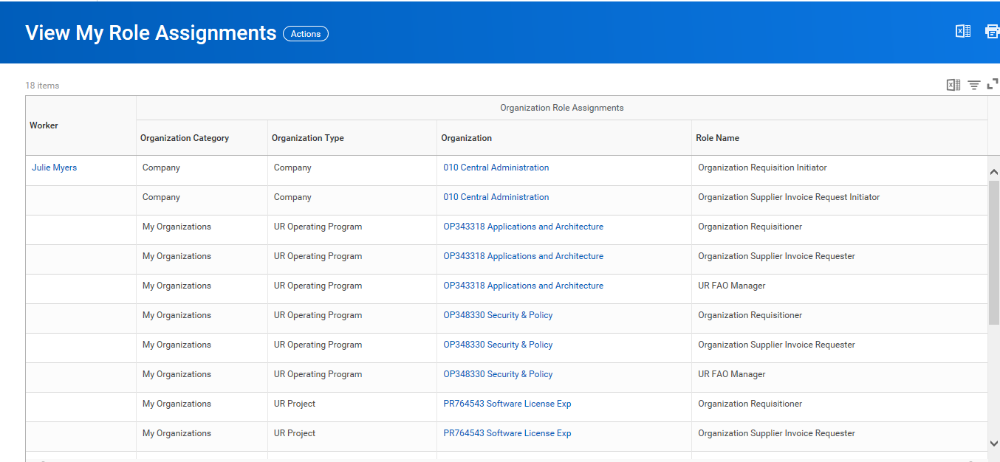 View My Role Assignments Actions
18 items
Organization Role Assignments
Worker
Organization Category Organization Type Organization Role Name
Julie Myers Company Company 010 Central Administration Organization Requisition Initiator
Company Company 010 Central Administration Organization Supplier Invoice Request Initiator
My Organizations UR Operating Program OP343318 Applications and Architecture Organization Requisitioner
My Organizations UR Operating Program OP343318 Applications and Architecture Organization Supplier Invoice Requester
My Organizations UR Operating Program OP343318 Applications and Architecture UR FAO Manager
My Organizations UR Operating Program OP348330 Security & Policy Organization Requisitioner
My Organizations UR Operating Program OP348330 Security & Policy Organization Supplier Invoice Requester
My Organizations UR Operating Program OP348330 Security & Policy UR FAO Manager
My Organizations UR Project PR764543 Software License Exp Organization Requisitioner
My Organizations UR Project PR764543 Software License Exp Organization Supplier Invoice Requester